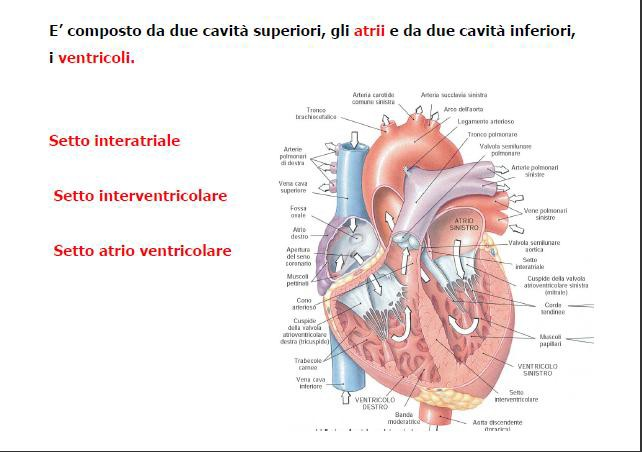 E’ composto da due cavità superiori, gli atrii e da due cavità inferiori,
i ventricoli.
Setto interatriale
Setto interventricolare
Setto atrio ventricolare
Arteria carotide
comune sinistra
Arteria succlavia sinistra
Arco dell'aorta
Legamento arterioso
Tronco
brachiocefalico
Tronco polmonare
Valvola semilunare
polmonare
Arterie
polmonari
di destra
Arterie polmonari
sinistre
Vena cava
superiore
Fossa
ovale
Vene polmonari
sinistre
ATRIO
SINISTRO
Atrio
destro
Valvola semilunare
aortica
Apertura
del seno
coronario
Setto
interatriale
Muscoli
pettinati
Cuspide della valvola
atrioventricolare sinistra
(mitrale)
Cono
arterioso
Corde
tendinee
Cuspide
della valvola
atrioventricolare
destra (tricuspide)
Muscoli
papillari
Trabecole
carnee
VENTRICOLO
SINISTRO
Vena cava
inferiore
Setto
interventricolare
VENTRICOLO
DESTRO
Banda
moderatrice
Aorta discendente
(toracica)